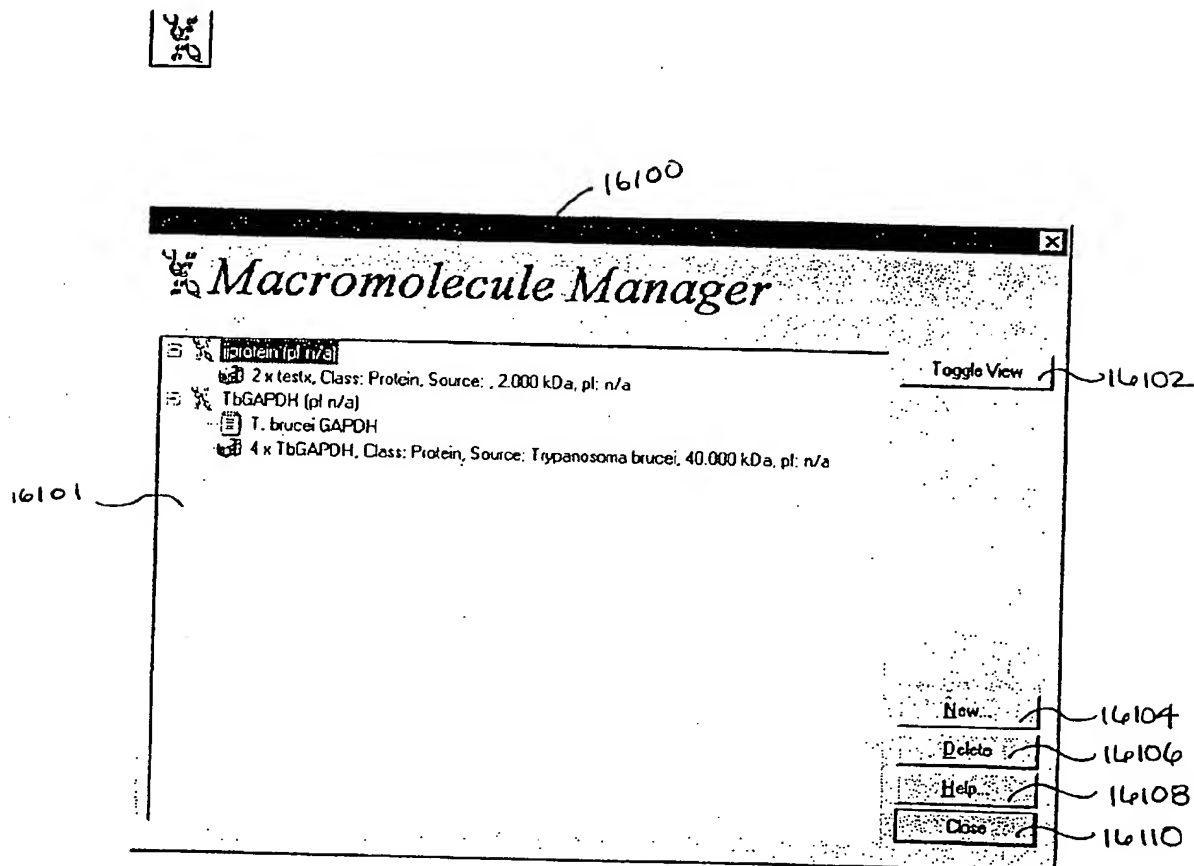 16100
Macromolecule Manager
protein (pI n/a)
2 x testx, Class: Protein, Source: , 2.000 kDa, pI: n/a
Toggle View
16102
TbGAPDH (pI n/a)
T. brucei GAPDH
4 x TbGAPDH, Class: Protein, Source: Trypanosoma brucei, 40.000 kDa, pI: n/a
16101
New...
16104
Delete
16106
Help...
16108
Close
16110